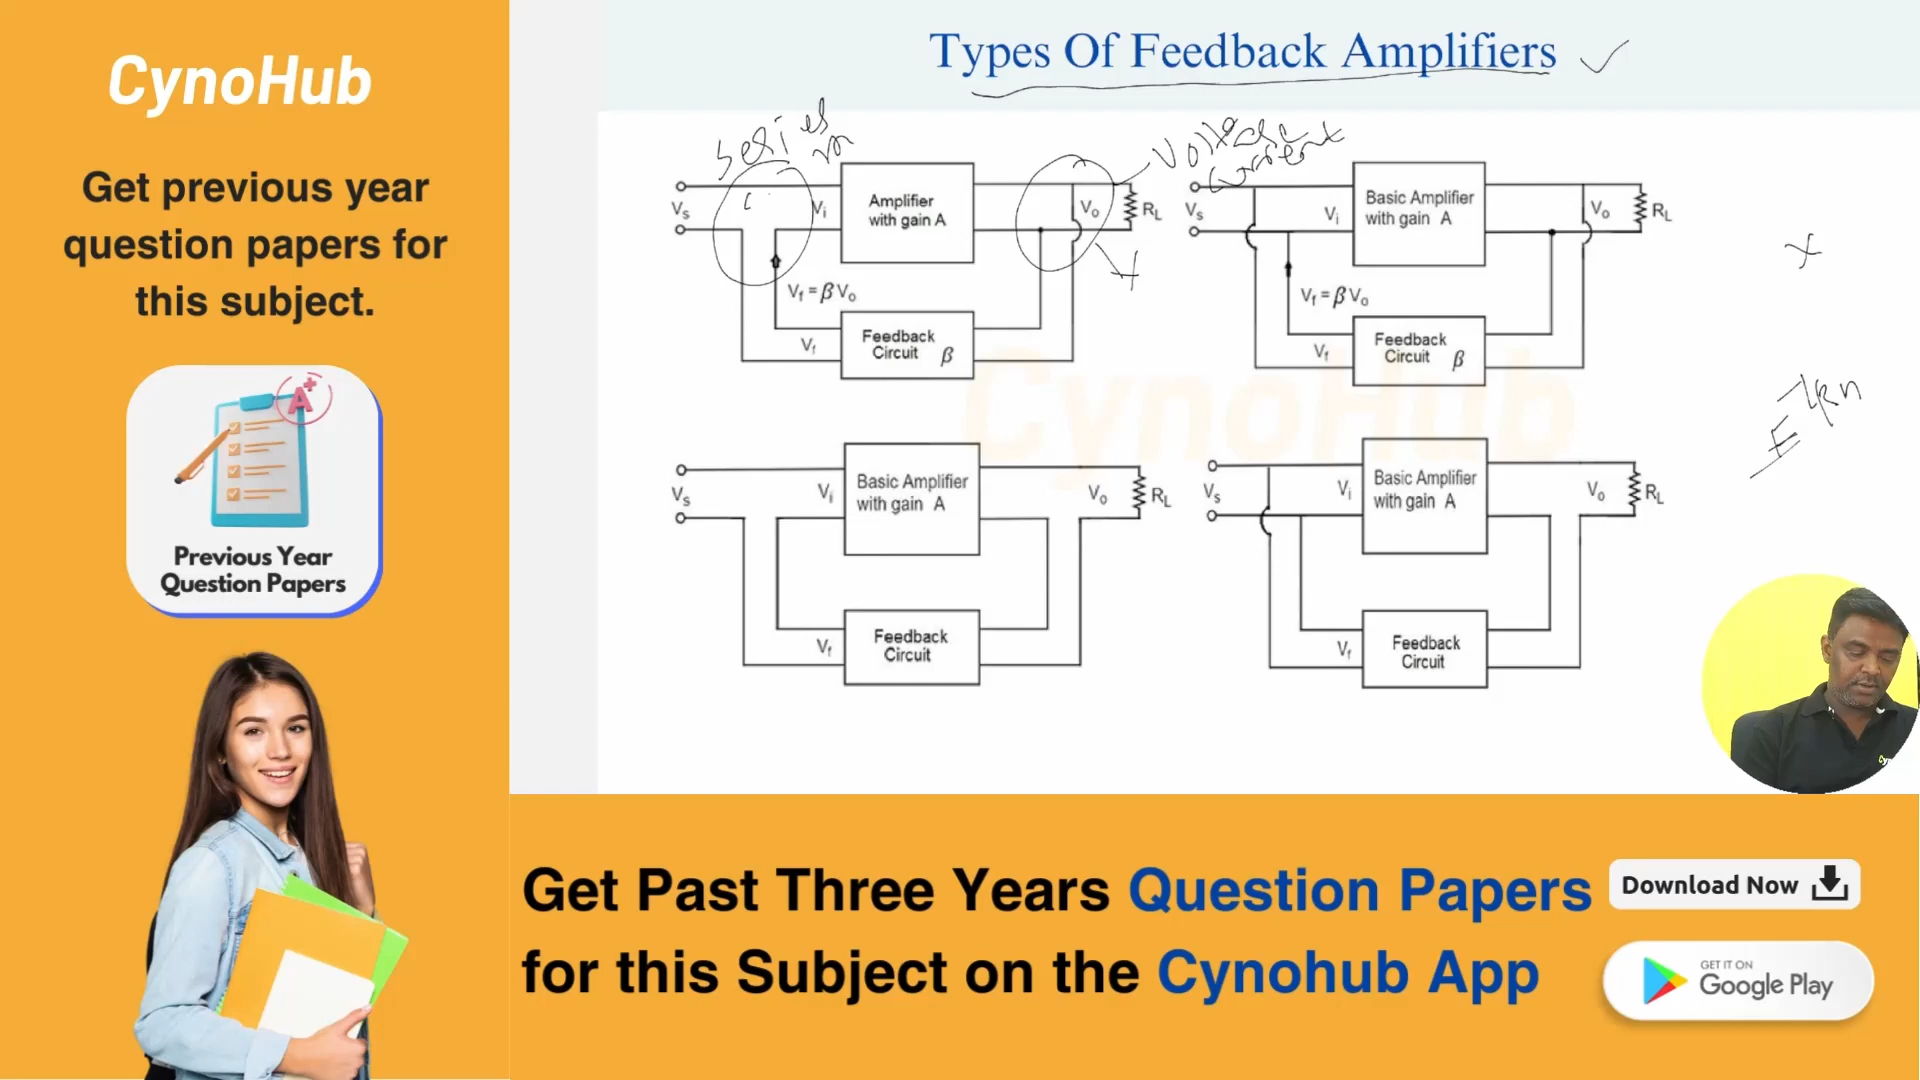 CynoHub
Get previous year
question papers for
this subject.
A+
Previous Year
Question Papers
Types Of Feedback Amplifiers
series
Voltage
current
Vs
Vi
Amplifier
with gain A
Vo
RL
Vf = βVo
Vf
Feedback
Circuit β
Vs
Vi
Basic Amplifier
with gain A
Vo
RL
Vf = βVo
Vf
Feedback
Circuit β
CynoHub
Vs
Vi
Basic Amplifier
with gain A
Vo
RL
Vf
Feedback
Circuit
Vs
Vi
Basic Amplifier
with gain A
Vo
RL
Vf
Feedback
Circuit
Get Past Three Years Question Papers
for this Subject on the Cynohub App
Download Now
GET IT ON
Google Play